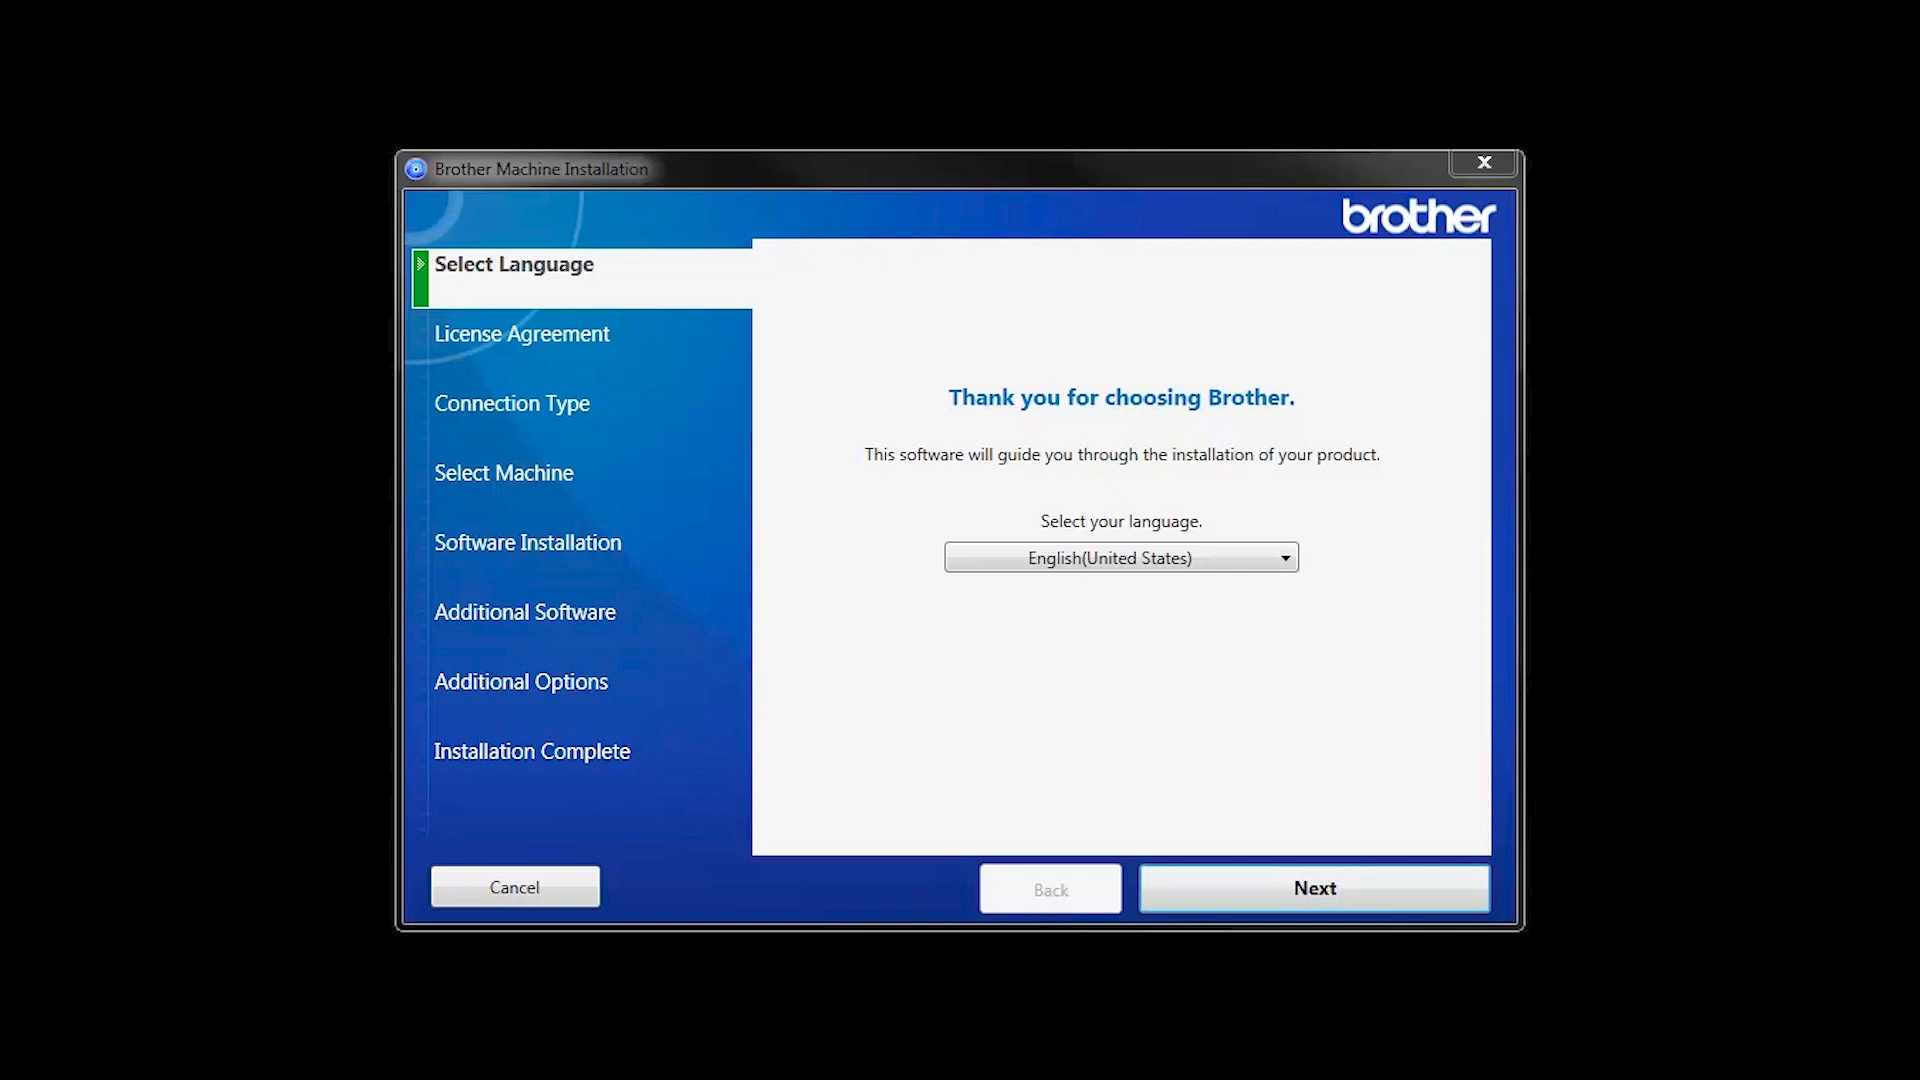 Brother Machine Installation
X
brother
Select Language
License Agreement
Connection Type
Select Machine
Software Installation
Additional Software
Additional Options
Installation Complete
Thank you for choosing Brother.
This software will guide you through the installation of your product.
Select your language.
English(United States)
Cancel
Back
Next